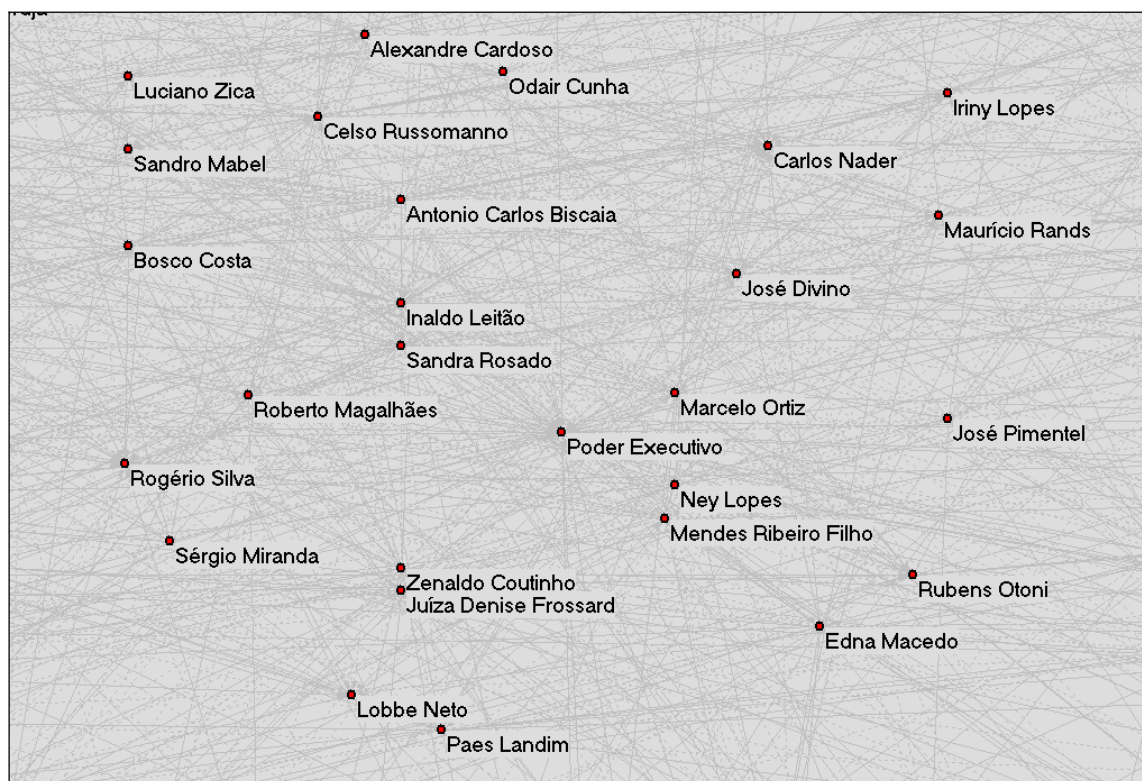 Alexandre Cardoso
Luciano Zica
Odair Cunha
Iriny Lopes
Celso Russomanno
Sandro Mabel
Carlos Nader
Antonio Carlos Biscaia
Maurício Rands
Bosco Costa
José Divino
Inaldo Leitão
Sandra Rosado
Roberto Magalhães
Marcelo Ortiz
José Pimentel
Poder Executivo
Rogério Silva
Ney Lopes
Mendes Ribeiro Filho
Sérgio Miranda
Zenaldo Coutinho
Rubens Otoni
Juíza Denise Frossard
Edna Macedo
Lobbe Neto
Paes Landim